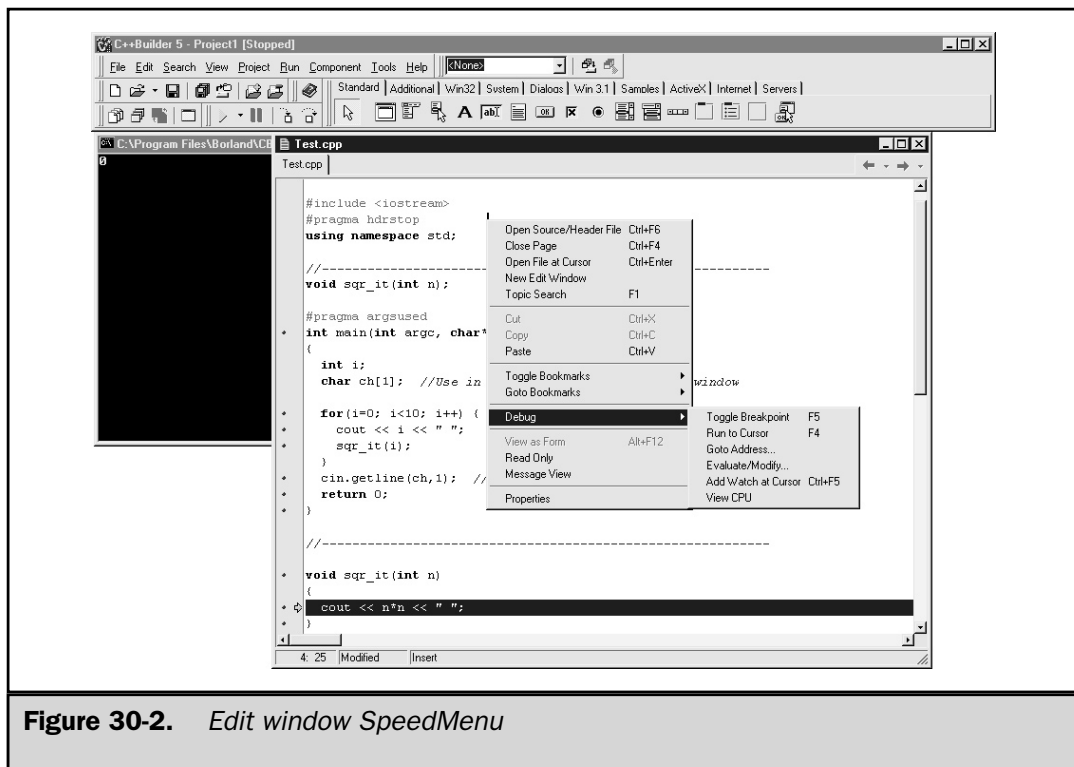 C++Builder 5 - Project1 [Stopped]
File Edit Search View Project Run Component Tools Help <None>
Standard Additional Win32 System Dialogs Win 3.1 Samples ActiveX Internet Servers
C:\Program Files\Borland\CB
0
Test.cpp
Test.cpp
#include <iostream>
#pragma hdrstop
using namespace std;
//----------------------
void sqr_it(int n);
#pragma argsused
int main(int argc, char*
{
int i;
char ch[1]; //Use in window
for(i=0; i<10; i++) {
cout << i << " ";
sqr_it(i);
}
cin.getline(ch,1); //
return 0;
}
//-------------------------------------------------------------
void sqr_it(int n)
{
cout << n*n << " ";
}
4: 25 Modified Insert
Open Source/Header File Ctrl+F6
Close Page Ctrl+F4
Open File at Cursor Ctrl+Enter
New Edit Window
Topic Search F1
Cut Ctrl+X
Copy Ctrl+C
Paste Ctrl+V
Toggle Bookmarks
Goto Bookmarks
Debug
View as Form Alt+F12
Read Only
Message View
Properties
Toggle Breakpoint F5
Run to Cursor F4
Goto Address...
Evaluate/Modify...
Add Watch at Cursor Ctrl+F5
View CPU
Figure 30-2. Edit window SpeedMenu